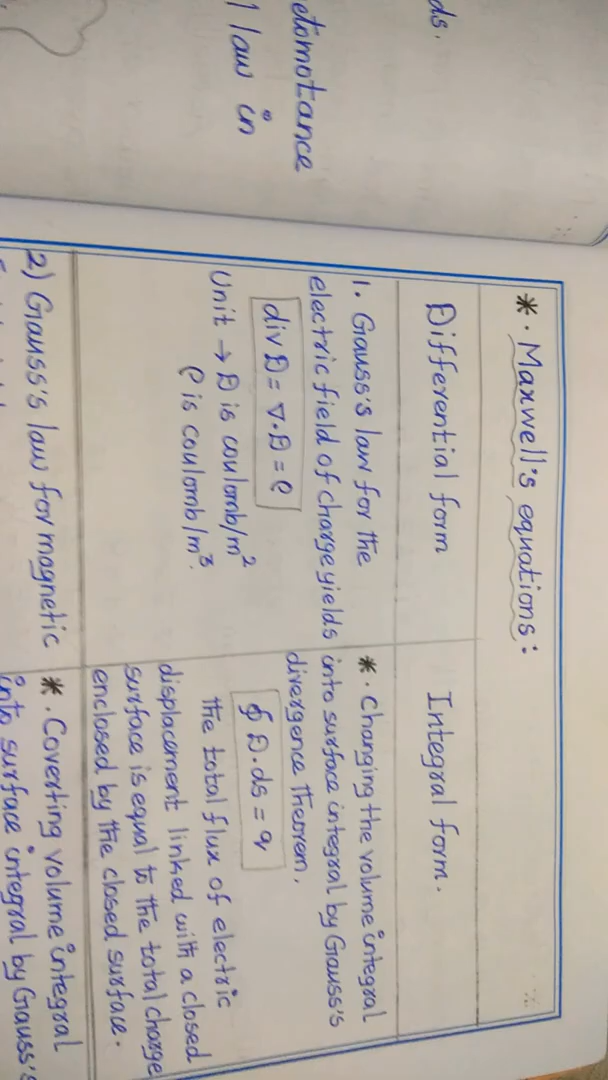 ds.
etomotance
law in
*. Maxwell's equations:
Differential form
Integral form.
1. Gauss's law for the
electric field of charge yields
div D = ∇.D = ρ
Unit → D is coulomb/m²
ρ is coulomb/m³.
*. Changing the volume integral
into surface integral by Gauss's
divergence theorem.
∮ D.ds = q
the total flux of electric
displacement linked with a closed
surface is equal to the total charge
enclosed by the closed surface.
2) Gauss's law for magnetic
*. Coverting volume integral
into surface integral by Gauss's